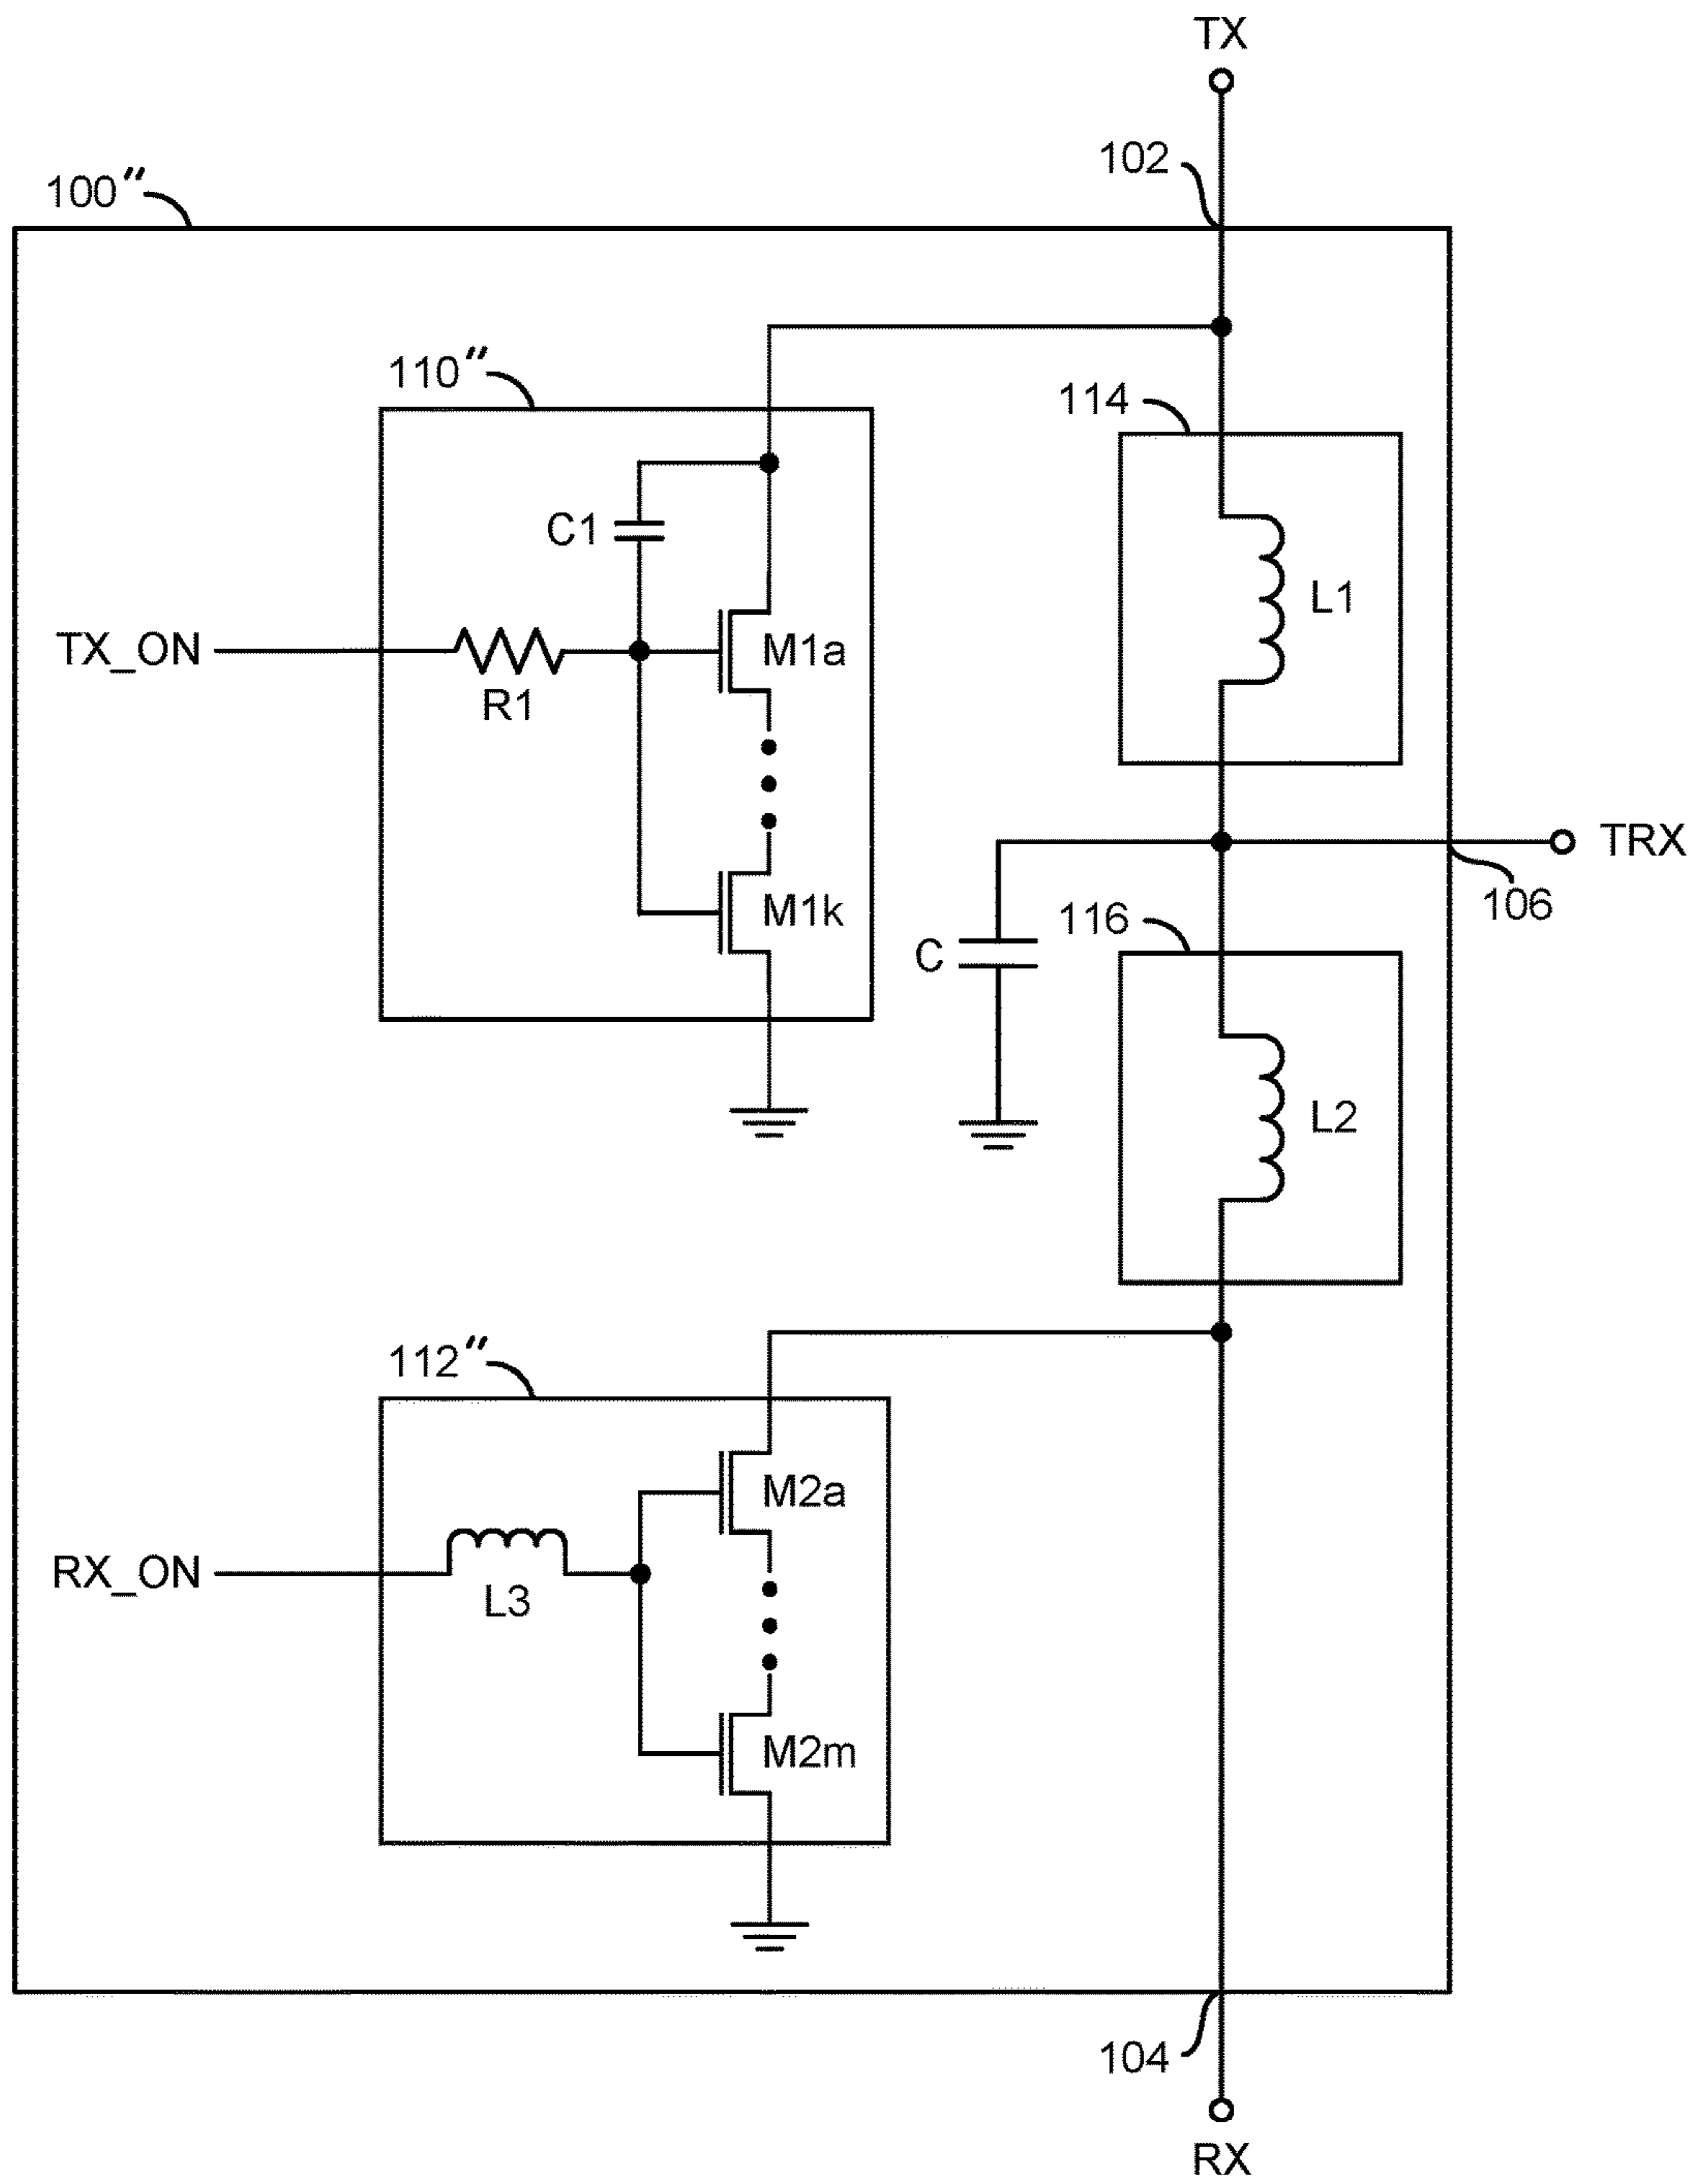 TX
102
100″
110″
114
C1
L1
TX_ON
M1a
R1
TRX
106
M1k
116
C
L2
112″
M2a
RX_ON
L3
M2m
104
RX